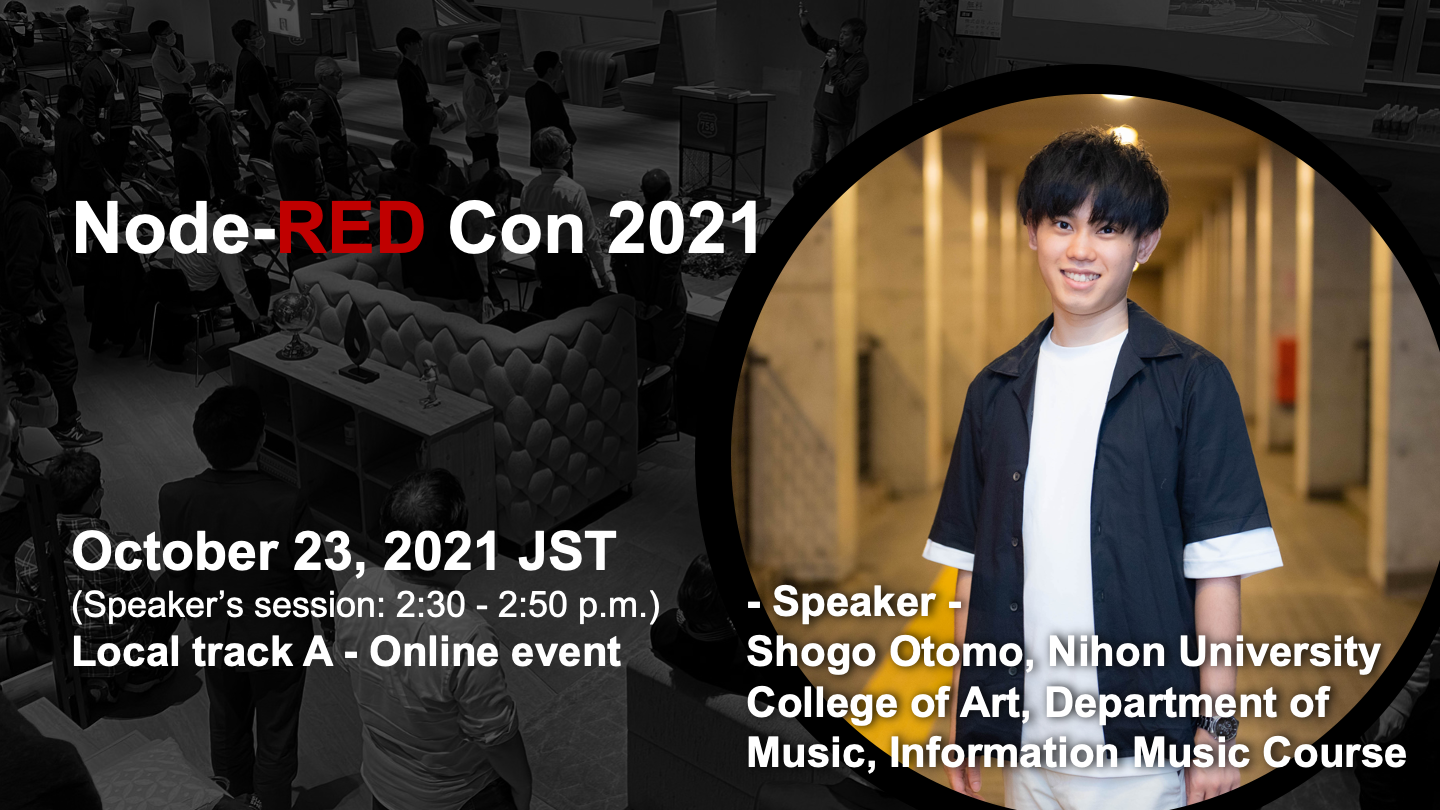 Node-RED Con 2021
October 23, 2021 JST
(Speaker’s session: 2:30 - 2:50 p.m.)
Local track A - Online event
- Speaker -
Shogo Otomo, Nihon University
College of Art, Department of
Music, Information Music Course